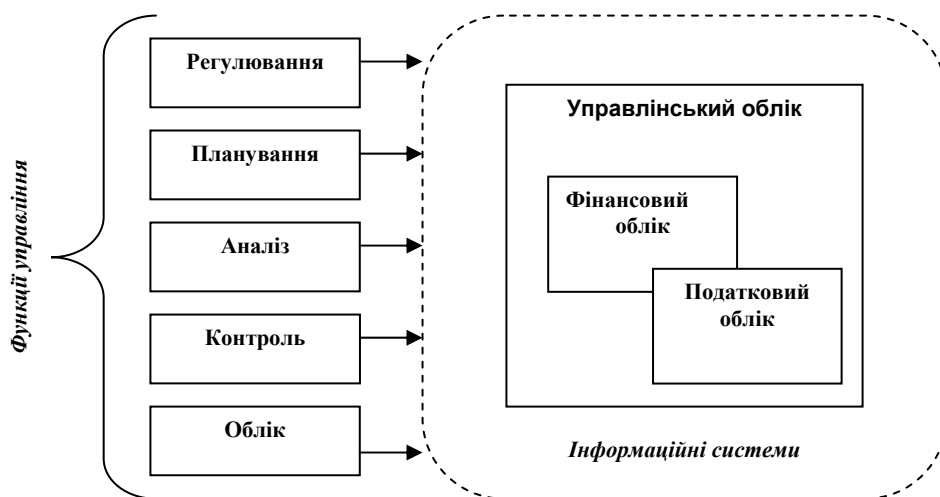 Функції управління
Регулювання
Планування
Аналіз
Контроль
Облік
Управлінський облік
Фінансовий
облік
Податковий
облік
Інформаційні системи